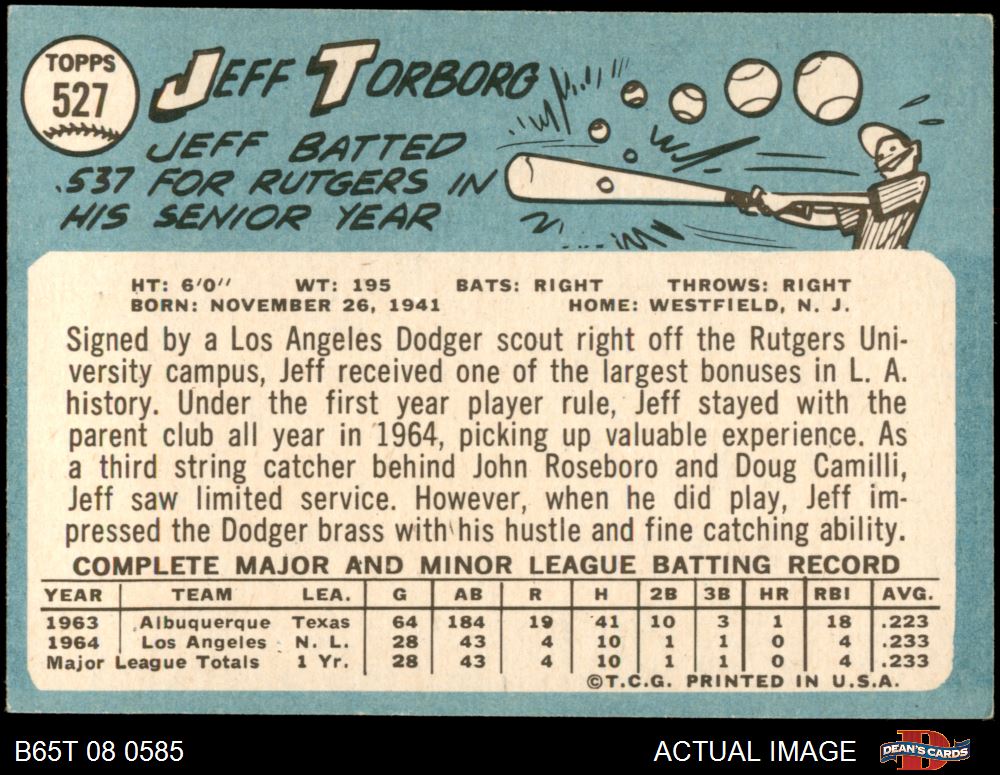 TOPPS
527
JEFF TORBORG
JEFF BATTED
.537 FOR RUTGERS IN
HIS SENIOR YEAR
HT: 6'0" WT: 195 BATS: RIGHT THROWS: RIGHT
BORN: NOVEMBER 26, 1941 HOME: WESTFIELD, N. J.
Signed by a Los Angeles Dodger scout right off the Rutgers Uni-
versity campus, Jeff received one of the largest bonuses in L. A.
history. Under the first year player rule, Jeff stayed with the
parent club all year in 1964, picking up valuable experience. As
a third string catcher behind John Roseboro and Doug Camilli,
Jeff saw limited service. However, when he did play, Jeff im-
pressed the Dodger brass with his hustle and fine catching ability.
COMPLETE MAJOR AND MINOR LEAGUE BATTING RECORD
YEAR TEAM LEA. G AB R H 2B 3B HR RBI AVG.
1963 Albuquerque Texas 64 184 19 41 10 3 1 18 .223
1964 Los Angeles N. L. 28 43 4 10 1 1 0 4 .233
Major League Totals 1 Yr. 28 43 4 10 1 1 0 4 .233
©T.C.G. PRINTED IN U.S.A.
B65T 08 0585 ACTUAL IMAGE DEAN'S CARDS